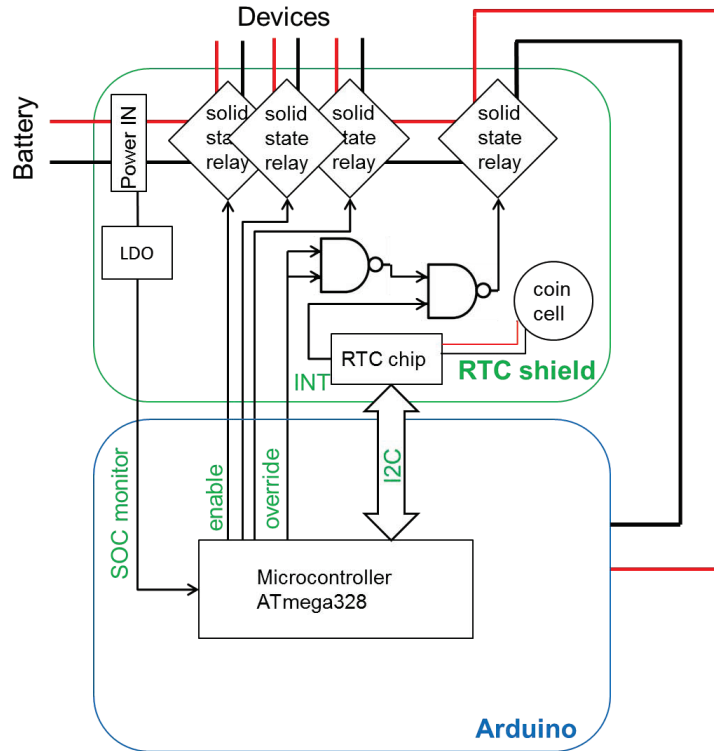 Devices
Battery
Power IN
solid
state
relay
solid
state
relay
solid
state
relay
solid
state
relay
LDO
coin
cell
RTC chip
INT
RTC shield
SOC monitor
enable
override
I2C
Microcontroller
ATmega328
Arduino